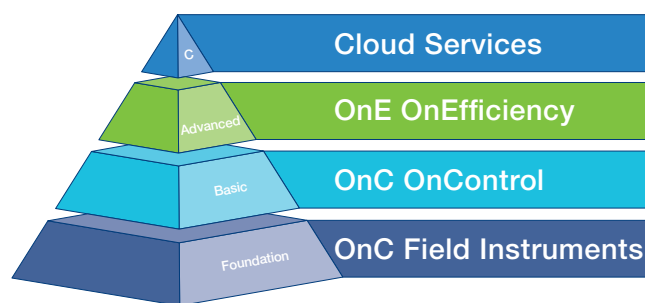 C
Cloud Services
Advanced
OnE OnEfficiency
Basic
OnC OnControl
Foundation
OnC Field Instruments